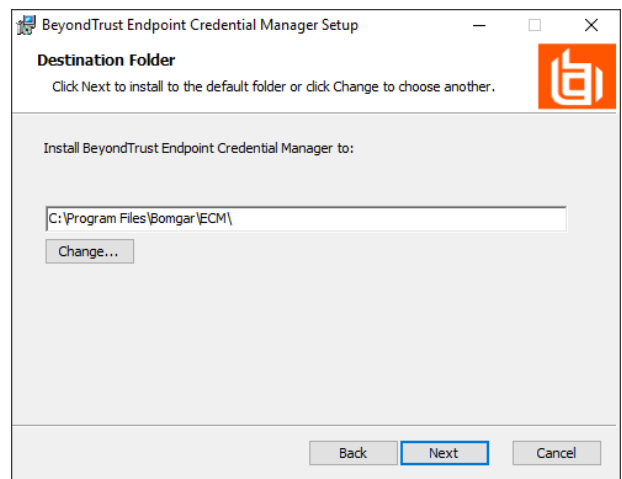 BeyondTrust Endpoint Credential Manager Setup
Destination Folder
Click Next to install to the default folder or click Change to choose another.
Install BeyondTrust Endpoint Credential Manager to:
C:\Program Files\Bomgar\ECM\
Change...
Back Next Cancel